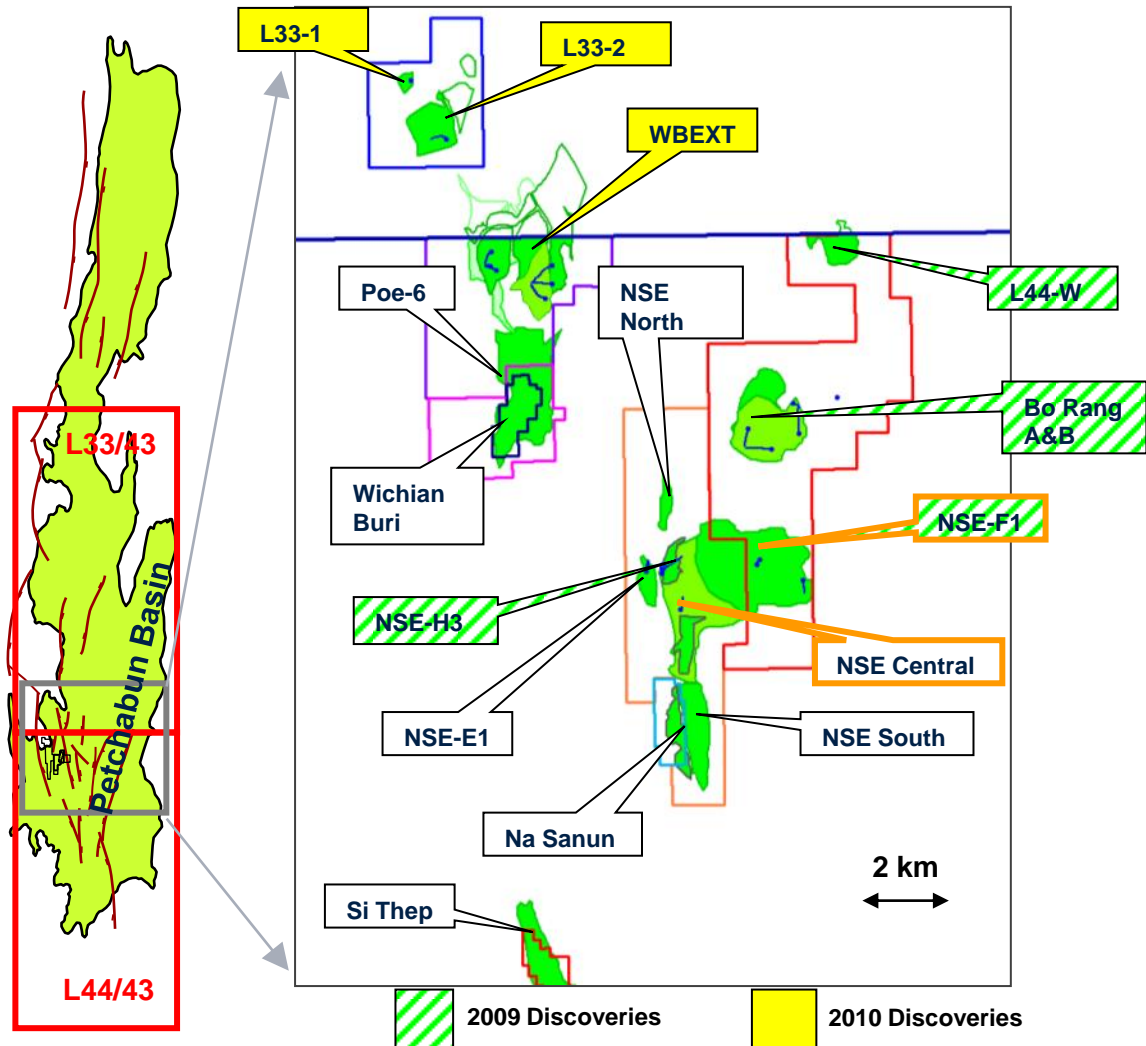 L33-1
L33-2
WBEXT
Poe-6
NSE
North
L44-W
L33/43
Bo Rang
A&B
Wichian
Buri
NSE-F1
Petchabun Basin
NSE-H3
NSE Central
NSE-E1
NSE South
Na Sanun
2 km
Si Thep
L44/43
2009 Discoveries
2010 Discoveries